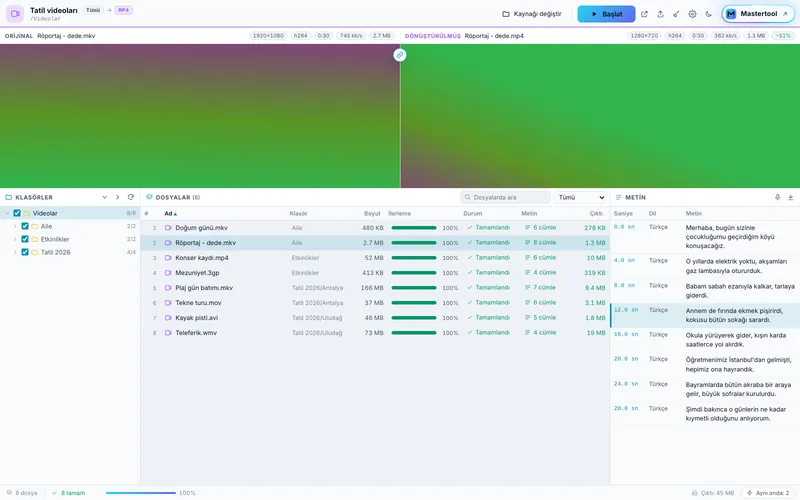 Tatil videoları Tümü → MP4
/Videolar
Kaynağı değiştir
Başlat
Mastertool
ORİJİNAL Röportaj - dede.mkv 1920×1080 h264 0:30 745 kb/s 2.7 MB
DÖNÜŞTÜRÜLMÜŞ Röportaj - dede.mp4 1280×720 h264 0:30 362 kb/s 1.3 MB −51%
KLASÖRLER
Videolar 8/8
Aile 2/2
Etkinlikler 2/2
Tatil 2026 4/4
DOSYALAR (8) Dosyalarda ara Tümü
# Ad ▲ Klasör Boyut İlerleme Durum Metin Çıktı
1 Doğum günü.mkv Aile 480 KB 100% Tamamlandı 6 cümle 278 KB
2 Röportaj - dede.mkv Aile 2.7 MB 100% Tamamlandı 8 cümle 1.3 MB
3 Konser kaydı.mp4 Etkinlikler 52 MB 100% Tamamlandı 6 cümle 10 MB
4 Mezuniyet.3gp Etkinlikler 413 KB 100% Tamamlandı 4 cümle 319 KB
5 Plaj gün batımı.mkv Tatil 2026/Antalya 166 MB 100% Tamamlandı 7 cümle 9.4 MB
6 Tekne turu.mov Tatil 2026/Antalya 37 MB 100% Tamamlandı 6 cümle 3.1 MB
7 Kayak pisti.avi Tatil 2026/Uludağ 46 MB 100% Tamamlandı 5 cümle 1.8 MB
8 Teleferik.wmv Tatil 2026/Uludağ 73 MB 100% Tamamlandı 4 cümle 19 MB
METİN
Saniye Dil Metin
0.0 sn Türkçe Merhaba, bugün sizinle
çocukluğumu geçirdiğim köyü
konuşacağız.
4.0 sn Türkçe O yıllarda elektrik yoktu, akşamları
gaz lambasıyla otururduk.
8.0 sn Türkçe Babam sabah ezanıyla kalkar, tarlaya
giderdi.
12.0 sn Türkçe Annem de fırında ekmek pişirirdi,
kokusu bütün sokağı sarardı.
16.0 sn Türkçe Okula yürüyerek gider, kışın karda
saatlerce yol alırdık.
20.0 sn Türkçe Öğretmenimiz İstanbul'dan gelmişti,
hepimiz ona hayrandık.
24.0 sn Türkçe Bayramlarda bütün akraba bir araya
gelir, büyük sofralar kurulurdu.
28.0 sn Türkçe Şimdi bakınca o günlerin ne kadar
kıymetli olduğunu anlıyorum.
8 dosya 8 tamam 100% Çıktı: 45 MB Aynı anda: 2